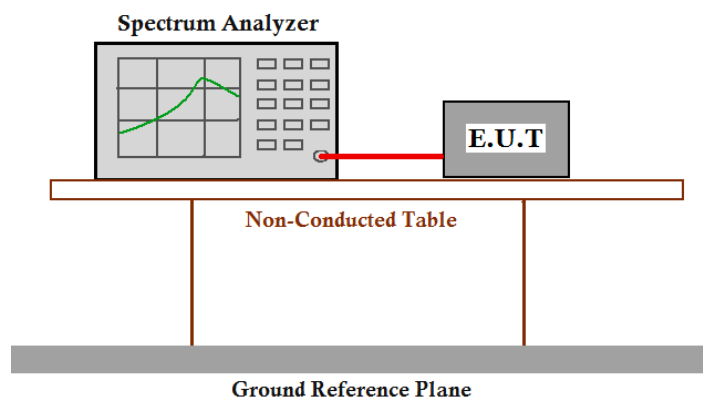 Spectrum Analyzer
E.U.T
Non-Conducted Table
Ground Reference Plane